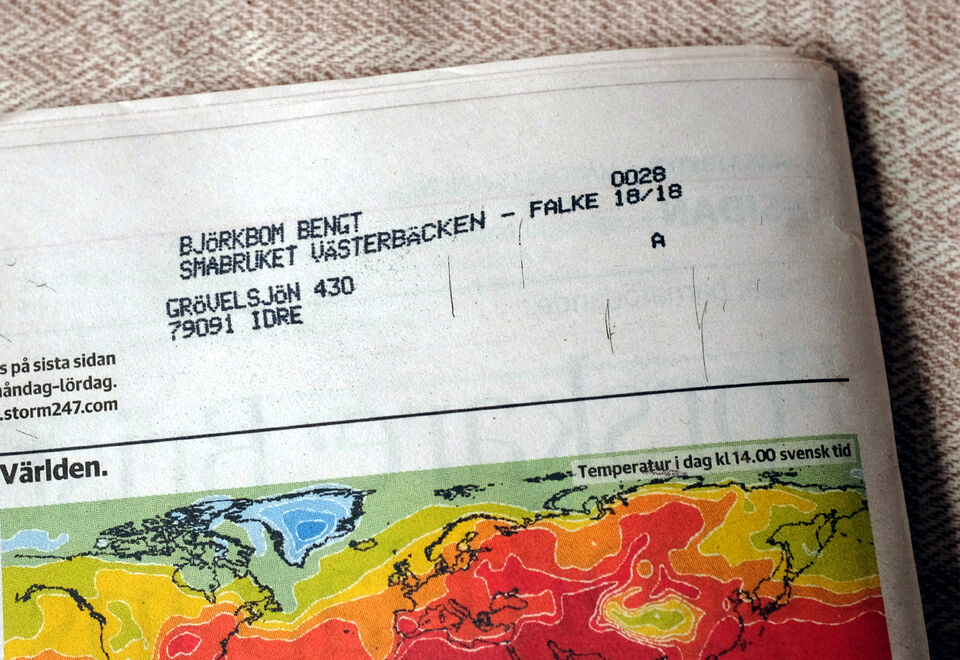 0028
BJÖRKBOM BENGT
SMABRUKET VÄSTERBÄCKEN - FALKE 18/18
A
GRÖVELSJÖN 430
79091 IDRE
s på sista sidan
måndag-lördag.
.storm247.com
Världen.
Temperatur i dag kl 14.00 svensk tid